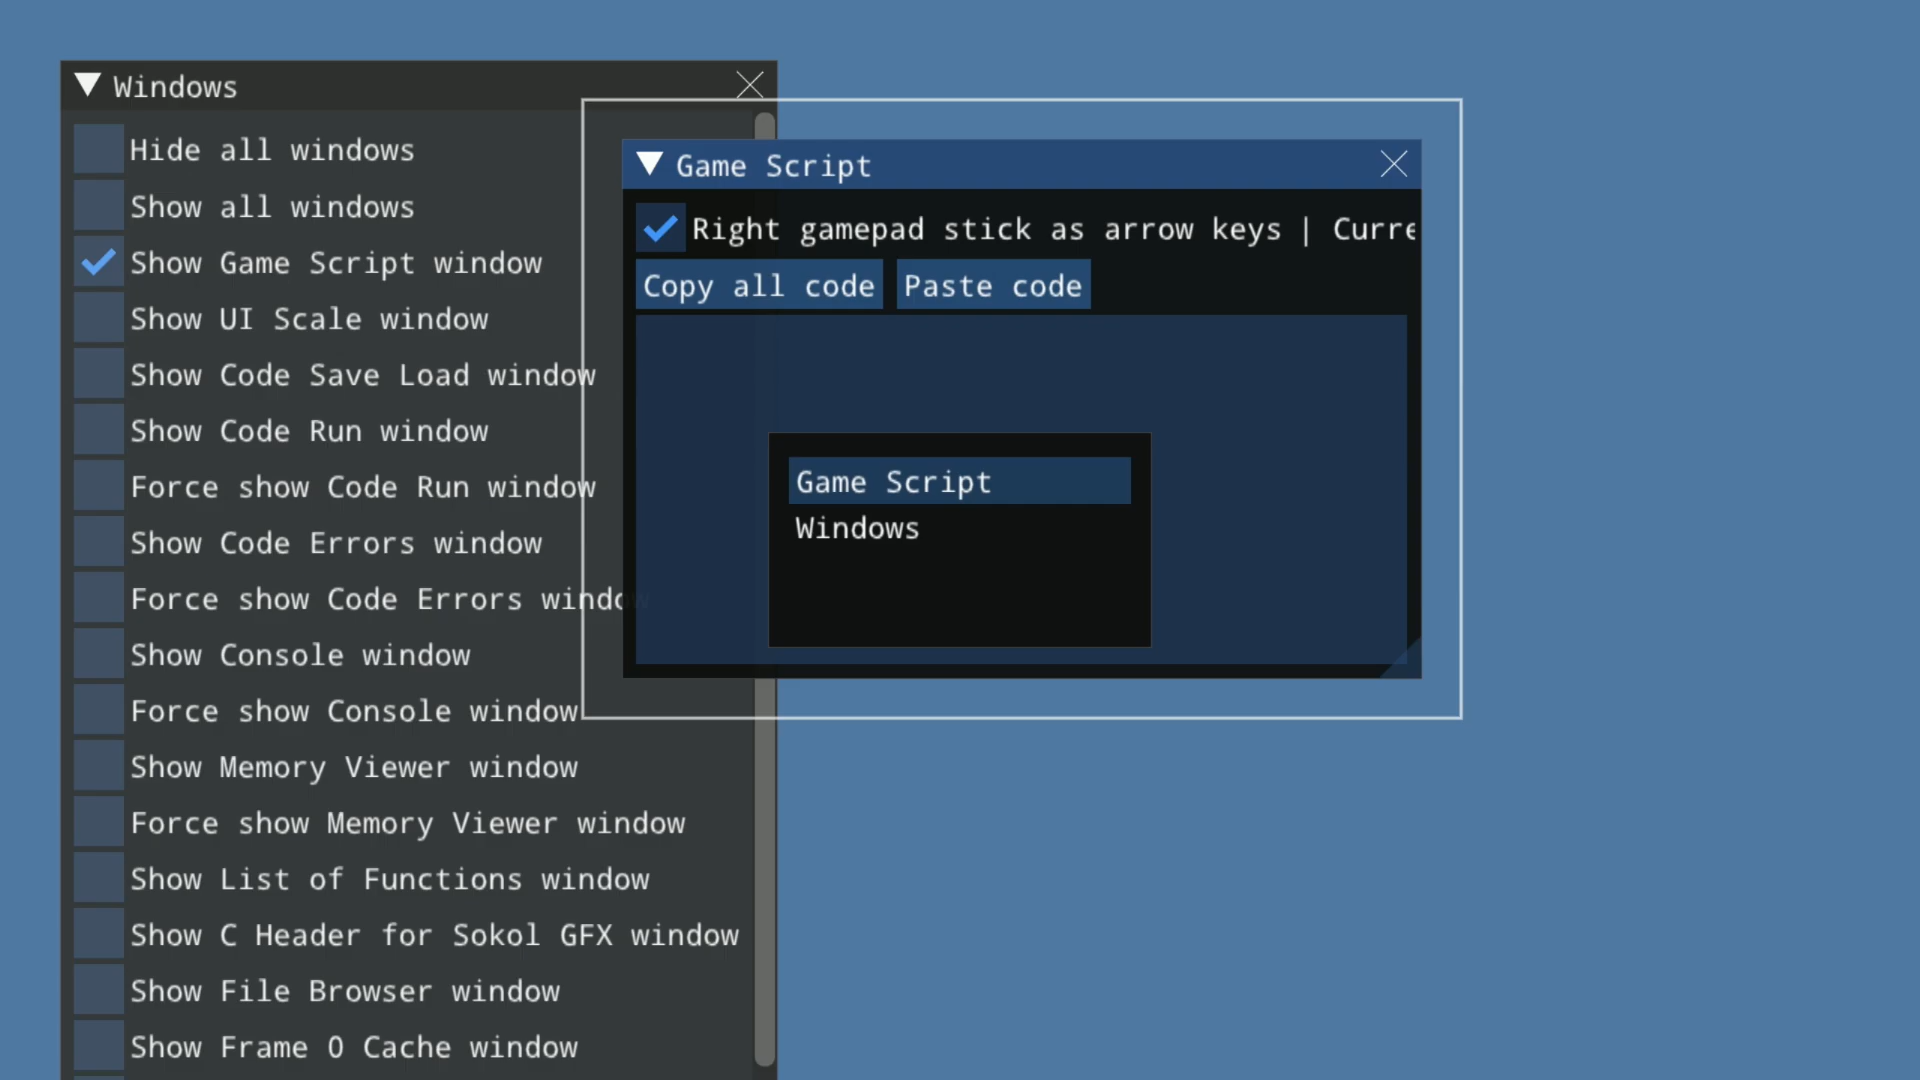 Windows
Hide all windows
Show all windows
Show Game Script window
Show UI Scale window
Show Code Save Load window
Show Code Run window
Force show Code Run window
Show Code Errors window
Force show Code Errors window
Show Console window
Force show Console window
Show Memory Viewer window
Force show Memory Viewer window
Show List of Functions window
Show C Header for Sokol GFX window
Show File Browser window
Show Frame 0 Cache window
Game Script
Right gamepad stick as arrow keys | Curre
Copy all code Paste code
Game Script
Windows